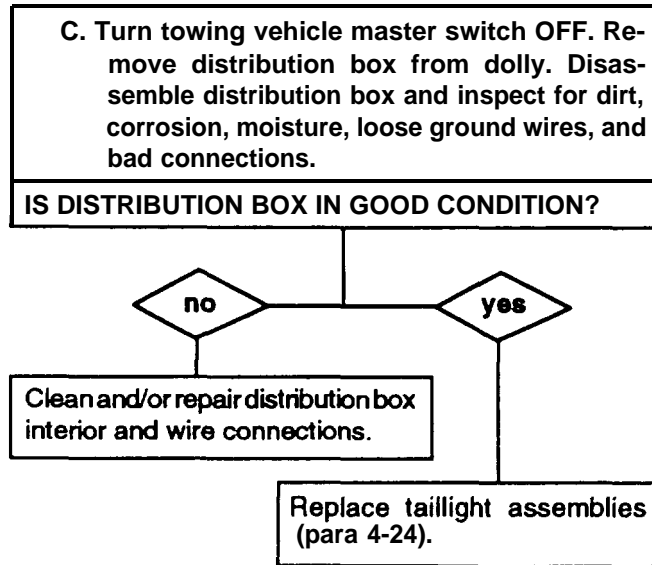 C. Turn towing vehicle master switch OFF. Re-
move distribution box from dolly. Disas-
semble distribution box and inspect for dirt,
corrosion, moisture, loose ground wires, and
bad connections.
IS DISTRIBUTION BOX IN GOOD CONDITION?
no
yes
Clean and/or repair distribution box
interior and wire connections.
Replace taillight assemblies
(para 4-24).